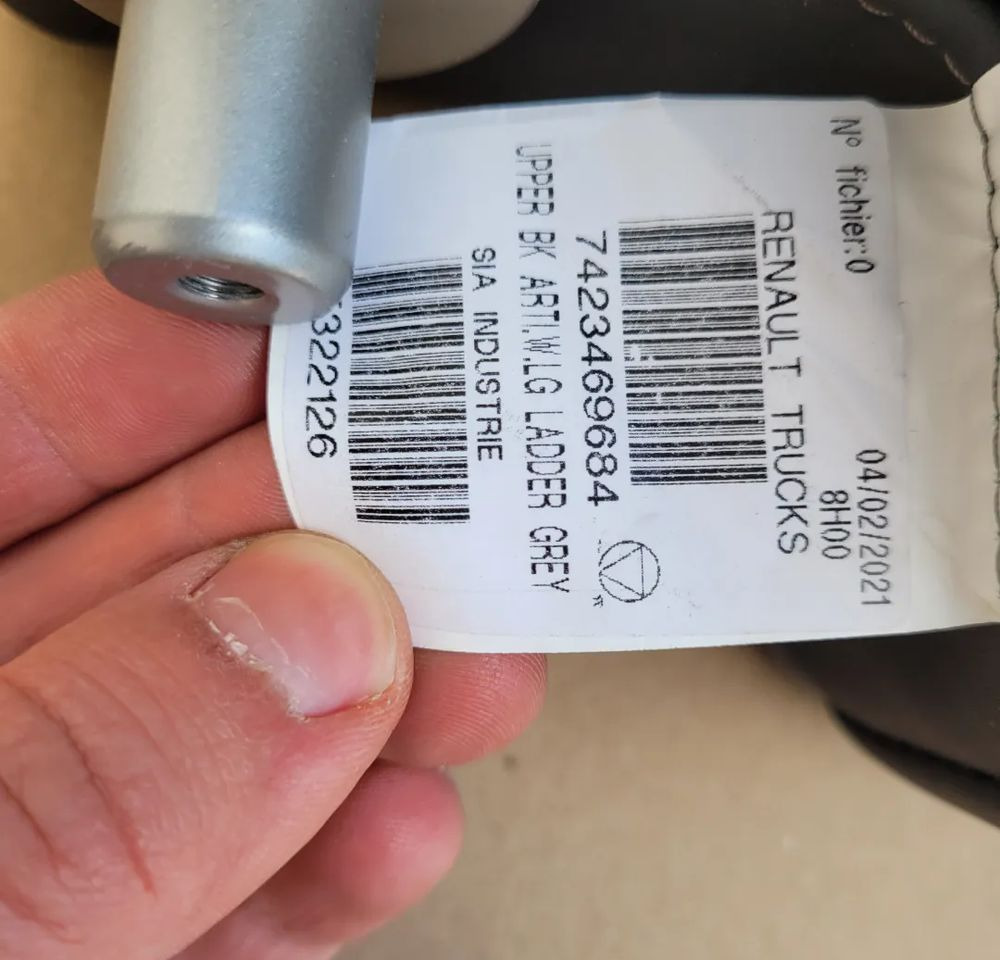 N° fichier:0
04/02/2021
8H00
RENAULT TRUCKS
7423469684
UPPER BK ARTI,W,LG LADDER GREY
SIA INDUSTRIE
322126